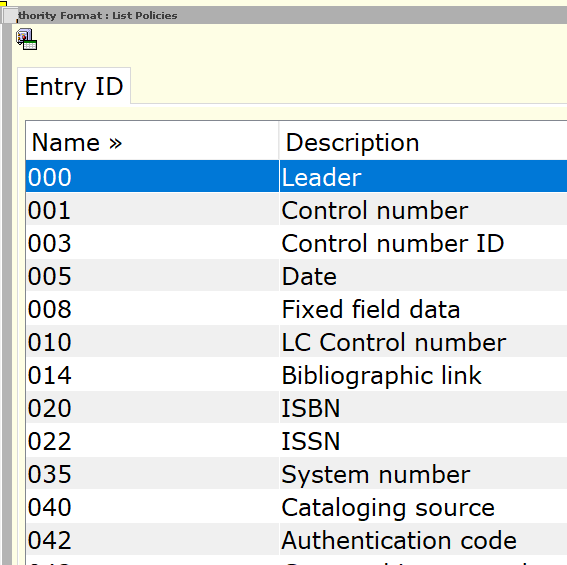 thority Format : List Policies
Entry ID
Name » Description
000 Leader
001 Control number
003 Control number ID
005 Date
008 Fixed field data
010 LC Control number
014 Bibliographic link
020 ISBN
022 ISSN
035 System number
040 Cataloging source
042 Authentication code